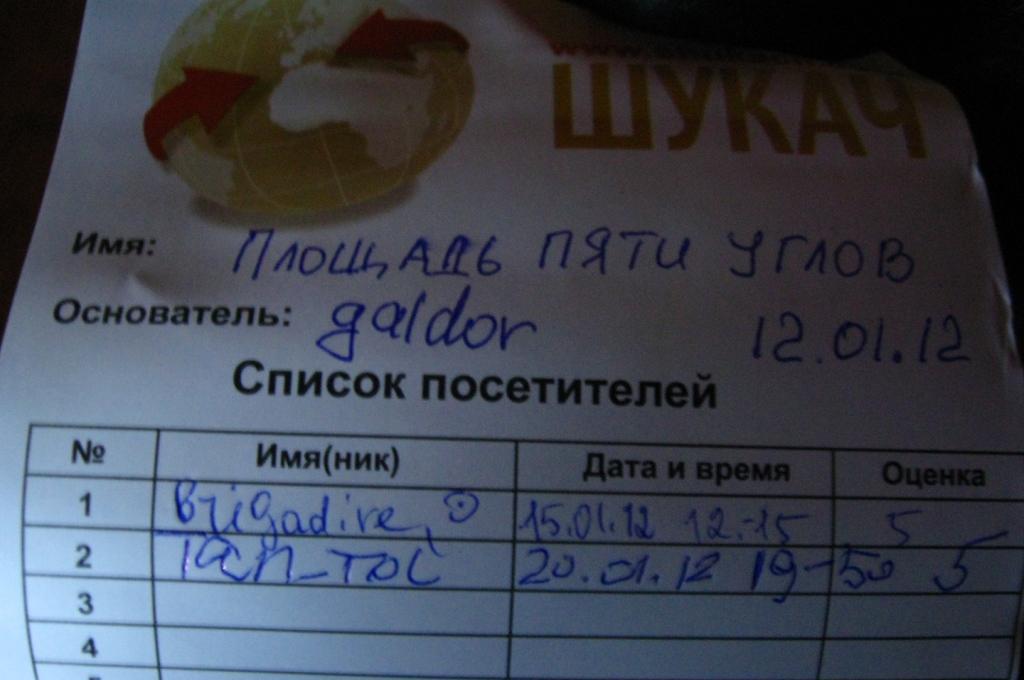 ШУКАЧ
Имя: ПЛОЩАДЬ ПЯТИ УГЛОВ
Основатель: galdor 12.01.12
Список посетителей
№ Имя(ник) Дата и время Оценка
1 Brigadire, 15.01.12 12-15 5
2 20.01.12 19-50 5
3
4